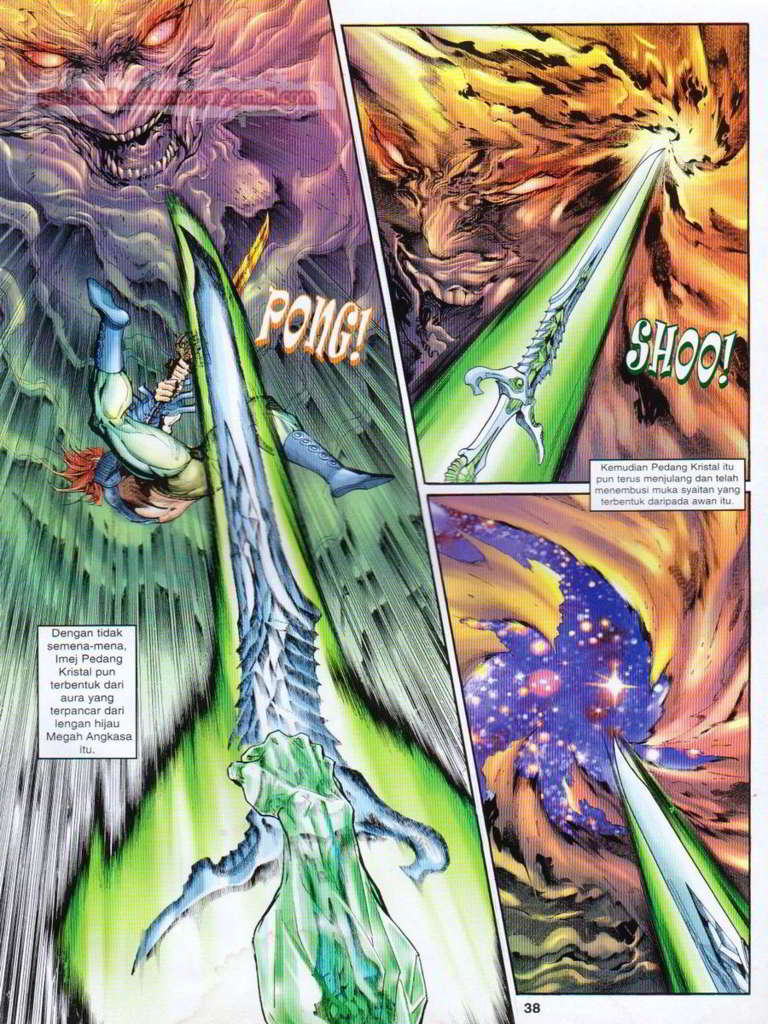 PONG!
Dengan tidak
semena-mena,
Imej Pedang
Kristal pun
terbentuk dari
aura yang
terpancar dari
lengan hijau
Megah Angkasa
itu.
SHOO!
Kemudian Pedang Kristal itu
pun terus menjulang dan telah
menembusi muka syaitan yang
terbentuk daripada awan itu.
38